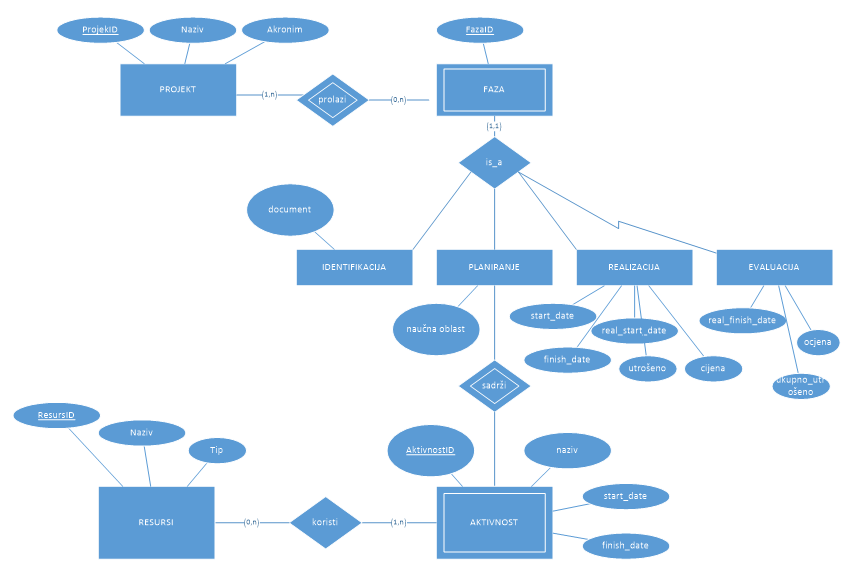 ProjekID
Naziv
Akronim
FazaID
PROJEKT
(1,n)
prolazi
(0,n)
FAZA
(1,1)
is_a
document
IDENTIFIKACIJA
PLANIRANJE
REALIZACIJA
EVALUACIJA
naučna oblast
start_date
real_start_date
real_finish_date
finish_date
utrošeno
cijena
ocjena
ukupno_utr
ošeno
sadrži
ResursID
Naziv
Tip
AktivnostID
naziv
start_date
RESURSI
(0,n)
koristi
(1,n)
AKTIVNOST
finish_date